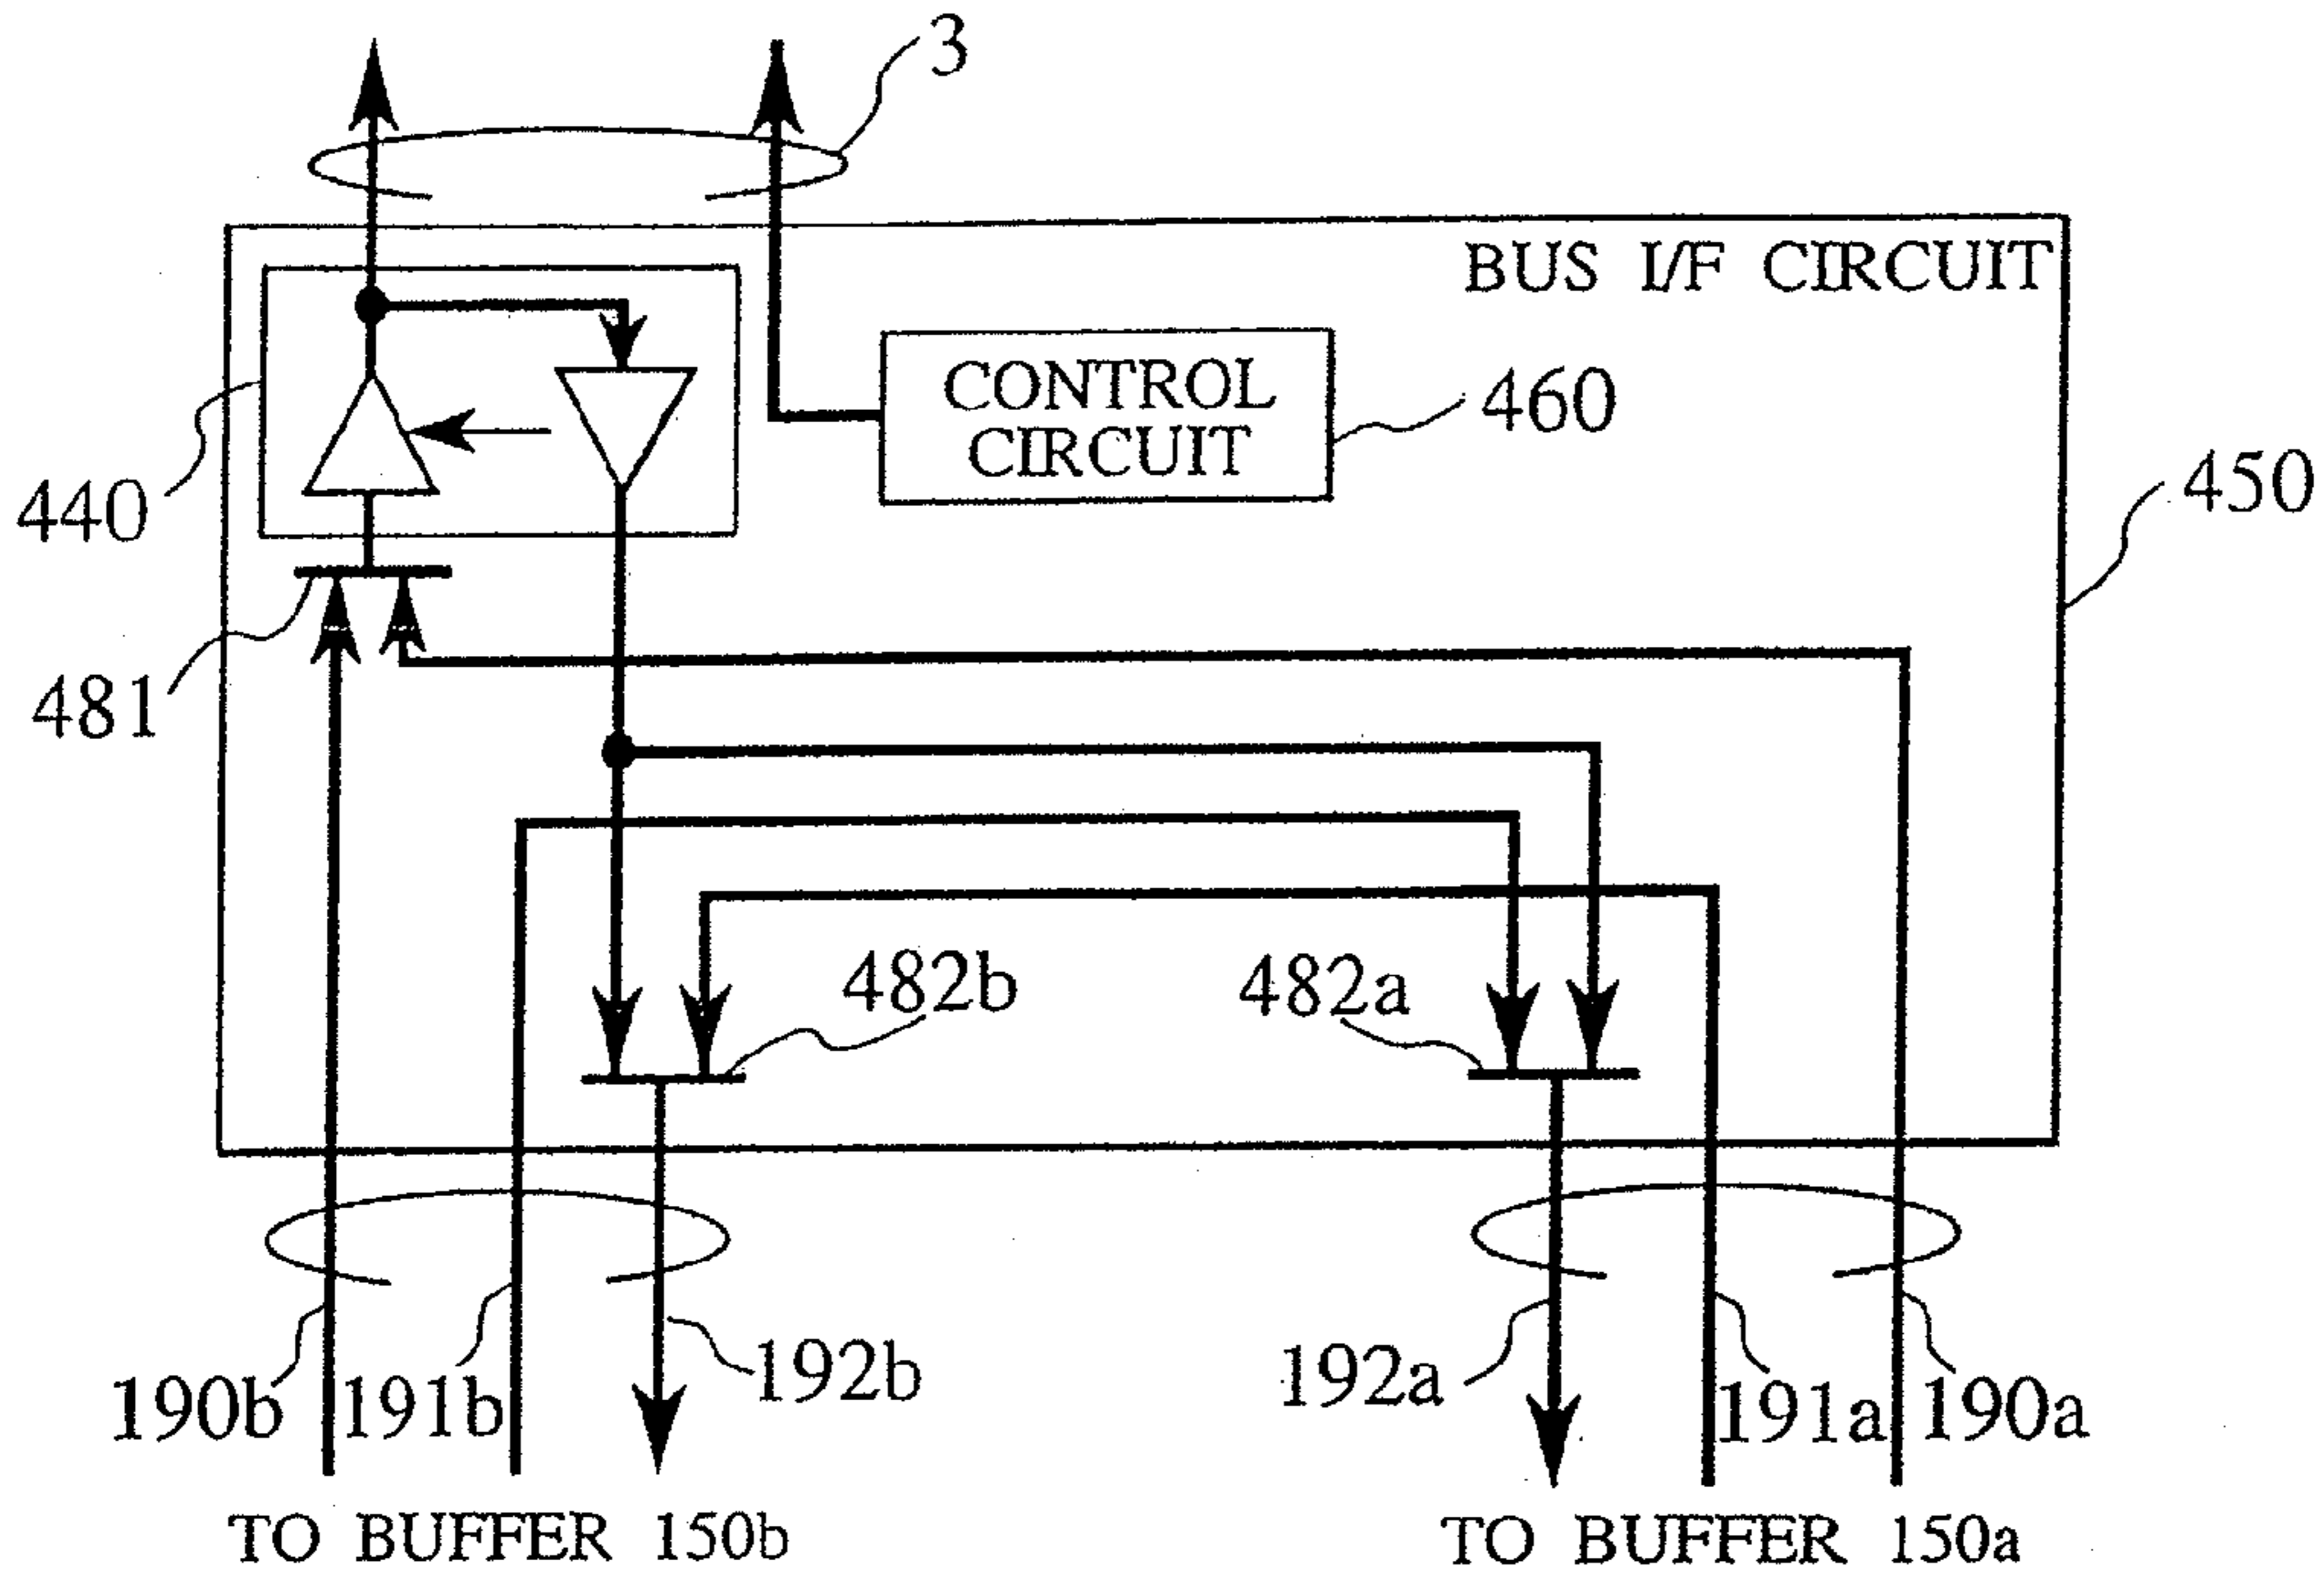 3
BUS I/F CIRCUIT
CONTROL
CIRCUIT
460
450
440
481
482b
482a
190b
191b
192b
192a
191a
190a
TO BUFFER 150b
TO BUFFER 150a